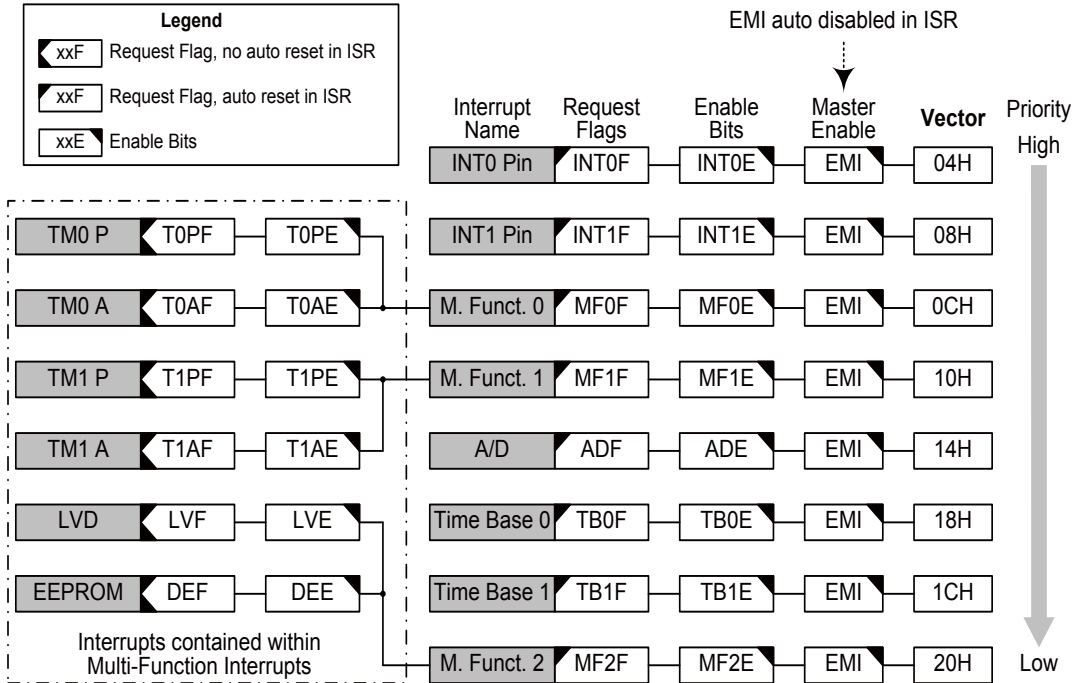 Legend
xxF Request Flag, no auto reset in ISR
xxF Request Flag, auto reset in ISR
xxE Enable Bits
EMI auto disabled in ISR
Interrupt Name Request Flags Enable Bits Master Enable Vector Priority
High
INT0 Pin INT0F INT0E EMI 04H
TM0 P T0PF T0PE INT1 Pin INT1F INT1E EMI 08H
TM0 A T0AF T0AE M. Funct. 0 MF0F MF0E EMI 0CH
TM1 P T1PF T1PE M. Funct. 1 MF1F MF1E EMI 10H
TM1 A T1AF T1AE A/D ADF ADE EMI 14H
LVD LVF LVE Time Base 0 TB0F TB0E EMI 18H
EEPROM DEF DEE Time Base 1 TB1F TB1E EMI 1CH
Interrupts contained within
Multi-Function Interrupts
M. Funct. 2 MF2F MF2E EMI 20H Low